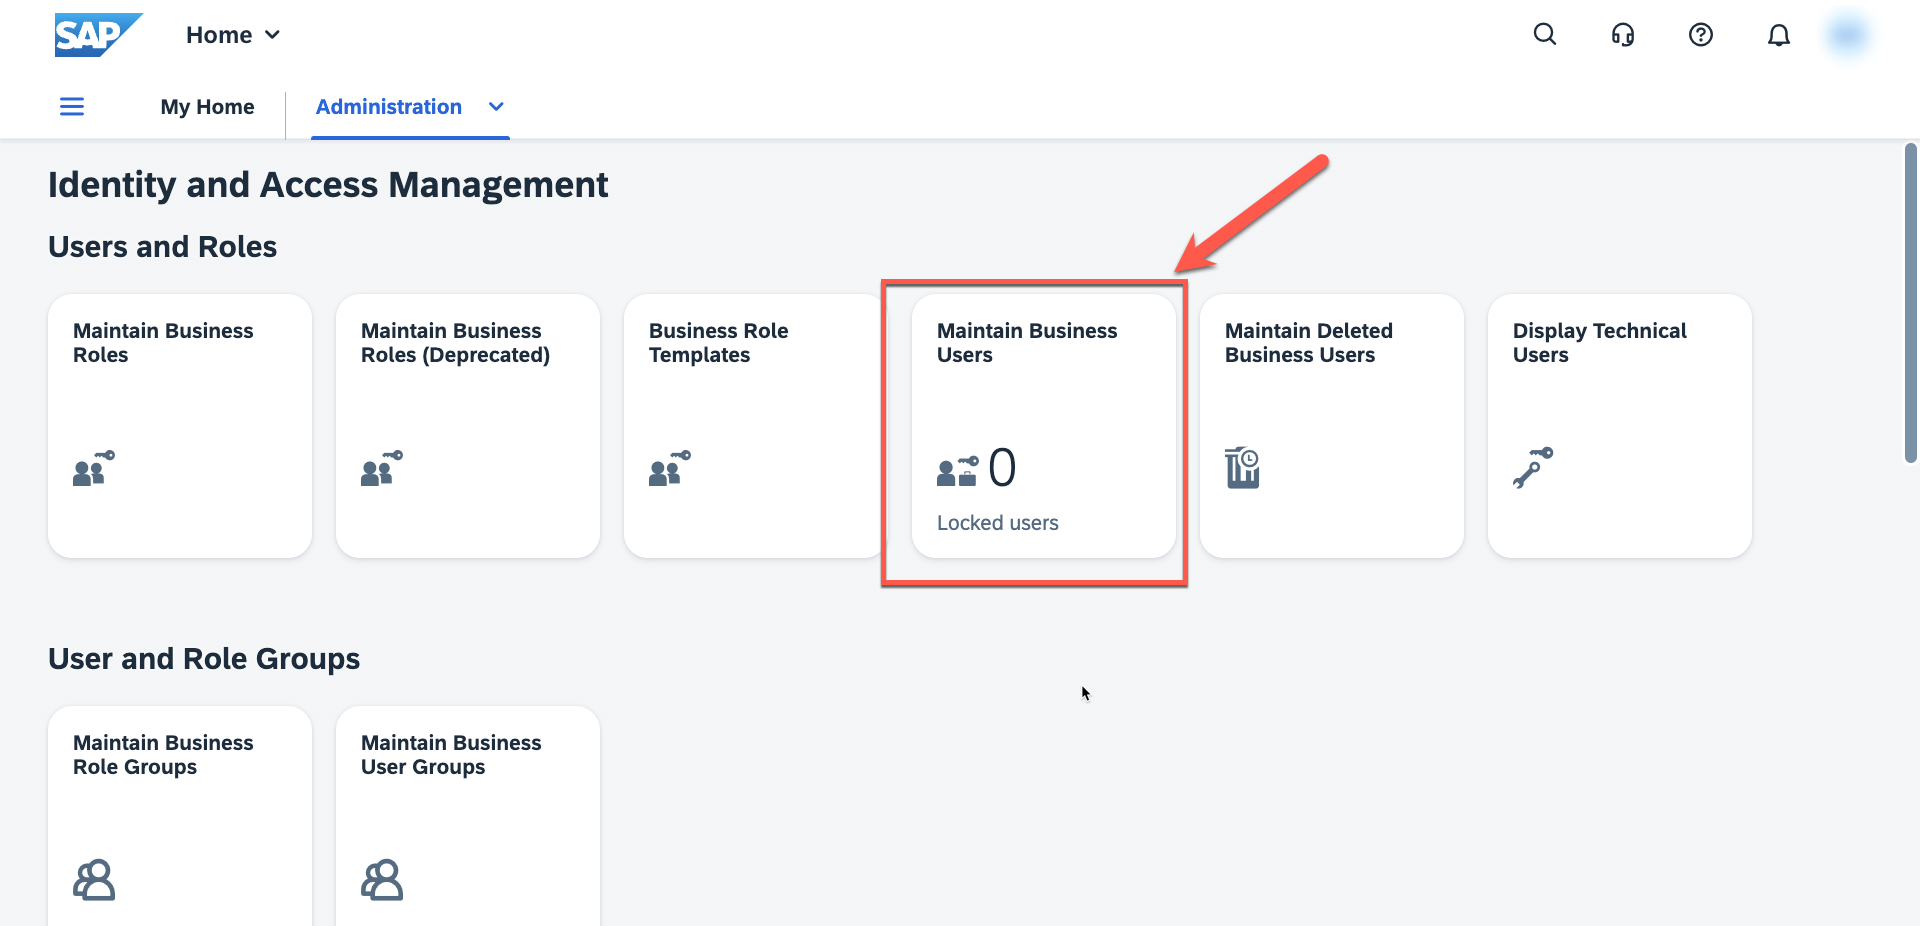 SAP
Home
My Home
Administration
Identity and Access Management
Users and Roles
Maintain Business
Roles
Maintain Business
Roles (Deprecated)
Business Role
Templates
Maintain Business
Users
0
Locked users
Maintain Deleted
Business Users
Display Technical
Users
User and Role Groups
Maintain Business
Role Groups
Maintain Business
User Groups